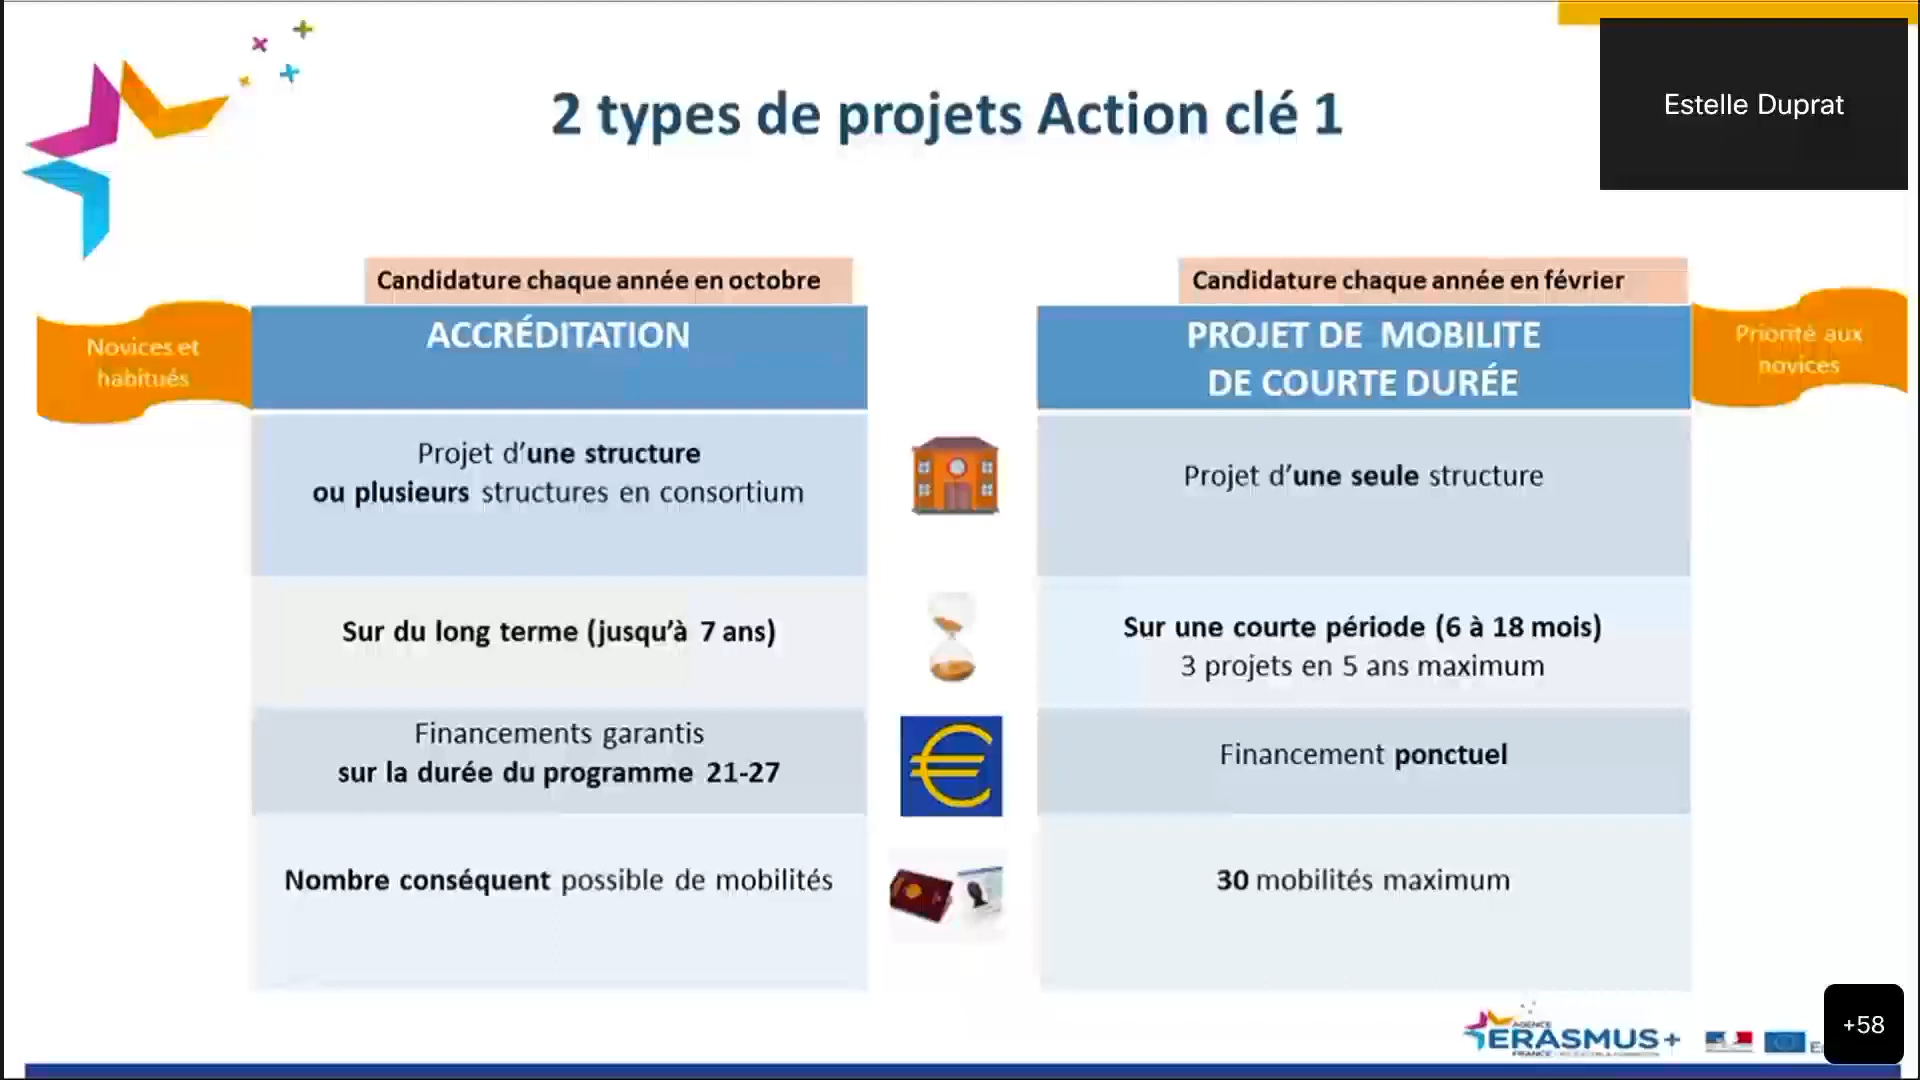 2 types de projets Action clé 1
Estelle Duprat
Candidature chaque année en octobre
Novices et
habitués
ACCRÉDITATION
Projet d’une structure
ou plusieurs structures en consortium
Sur du long terme (jusqu’à 7 ans)
Financements garantis
sur la durée du programme 21-27
Nombre conséquent possible de mobilités
Candidature chaque année en février
PROJET DE MOBILITE
DE COURTE DURÉE
Priorité aux
novices
Projet d’une seule structure
Sur une courte période (6 à 18 mois)
3 projets en 5 ans maximum
Financement ponctuel
30 mobilités maximum
AGENCE
ERASMUS+
FRANCE
+58